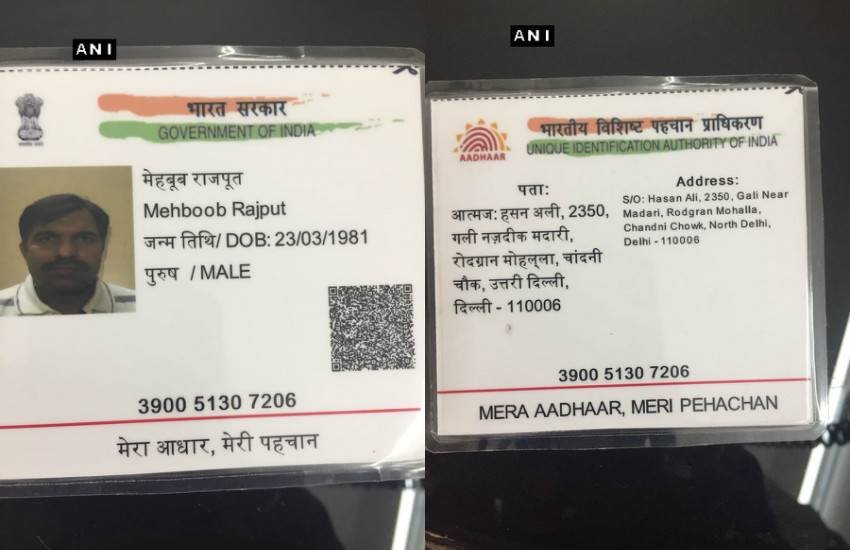 ANI
भारत सरकार
GOVERNMENT OF INDIA
मेहबूब राजपूत
Mehboob Rajput
जन्म तिथि/ DOB: 23/03/1981
पुरुष / MALE
3900 5130 7206
मेरा आधार, मेरी पहचान
ANI
AADHAAR
भारतीय विशिष्ट पहचान प्राधिकरण
UNIQUE IDENTIFICATION AUTHORITY OF INDIA
पता:
आत्मज: हसन अली, 2350,
गली नज़दीक मदारी,
रोदग्रान मोहल्ला, चांदनी
चौक, उत्तरी दिल्ली,
दिल्ली - 110006
Address:
S/O: Hasan Ali, 2350, Gali Near
Madari, Rodgran Mohalla,
Chandni Chowk, North Delhi,
Delhi - 110006
3900 5130 7206
MERA AADHAAR, MERI PEHACHAN